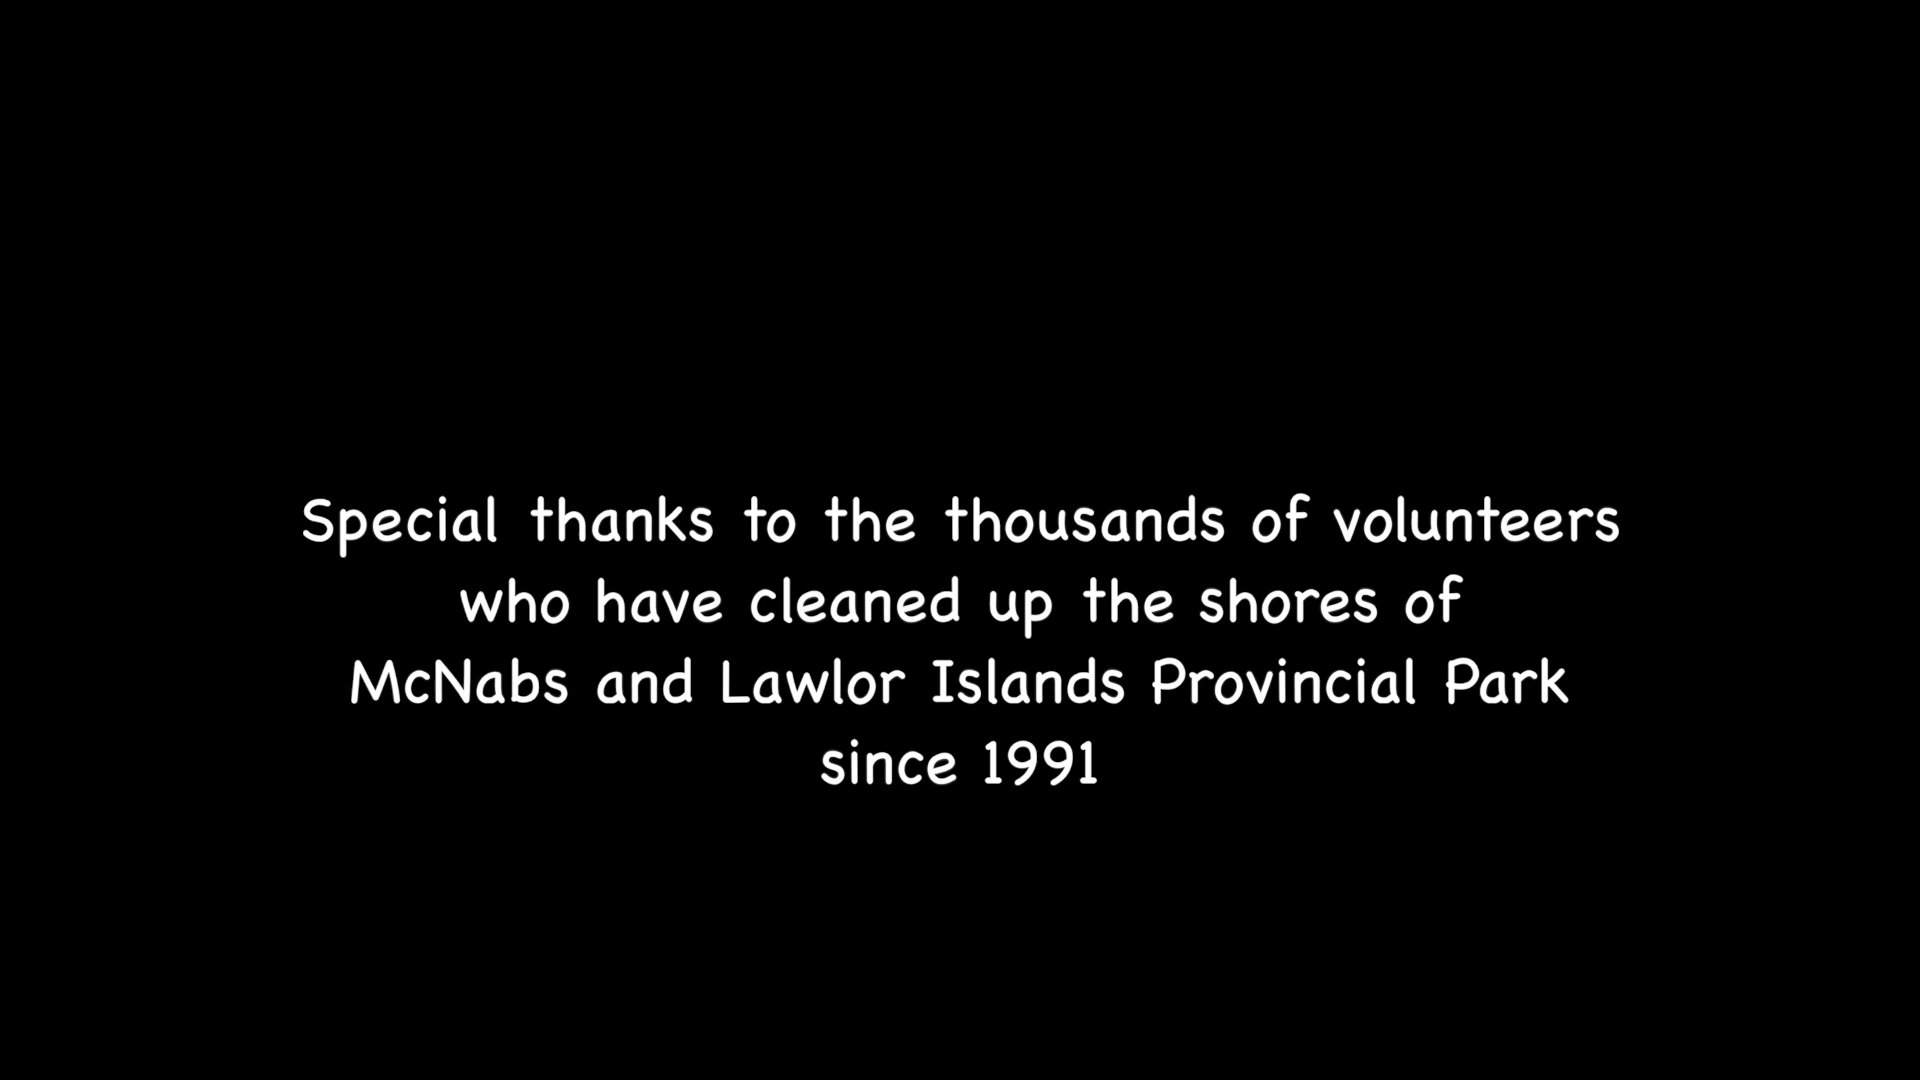 Special thanks to the thousands of volunteers
who have cleaned up the shores of
McNabs and Lawlor Islands Provincial Park
since 1991